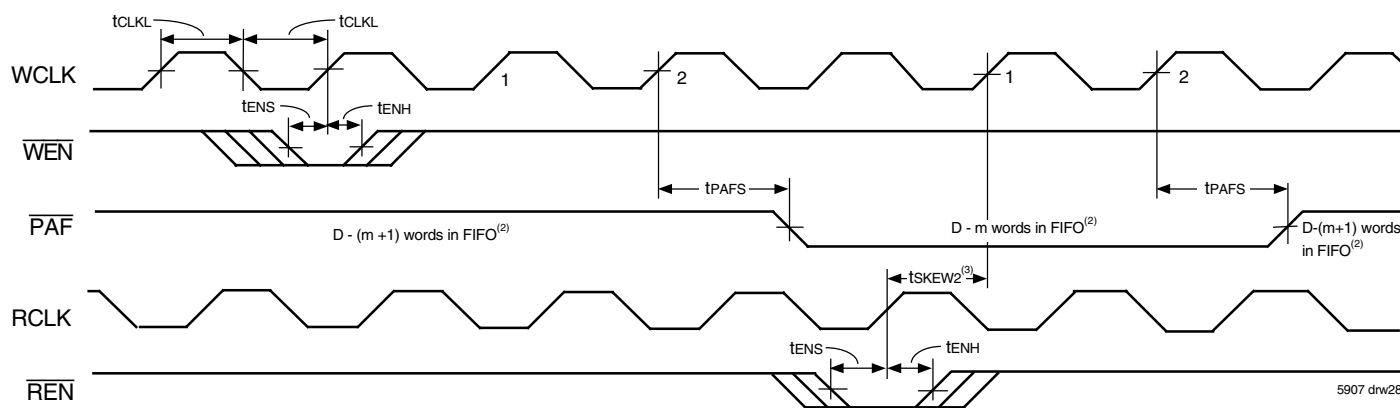 tCLKL tCLKL
WCLK 1 2 1 2
tENS tENH
WEN
tPAFS tPAFS
PAF
D - (m +1) words in FIFO(2) D - m words in FIFO(2) D-(m+1) words
in FIFO(2)
tSKEW2(3)
RCLK
tENS tENH
REN
5907 drw28